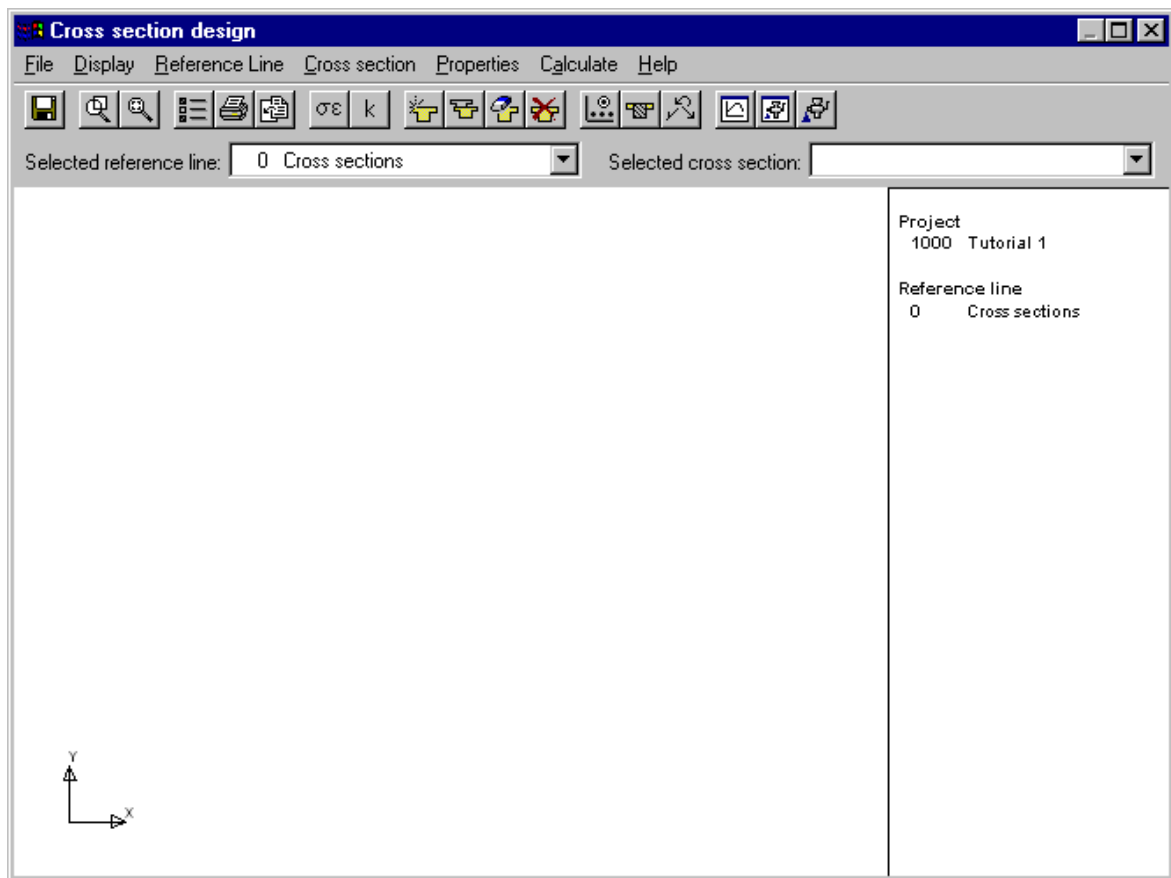 Cross section design
File Display Reference Line Cross section Properties Calculate Help
σε k
Selected reference line: 0 Cross sections Selected cross section:
Project
1000 Tutorial 1
Reference line
0 Cross sections
Y
X